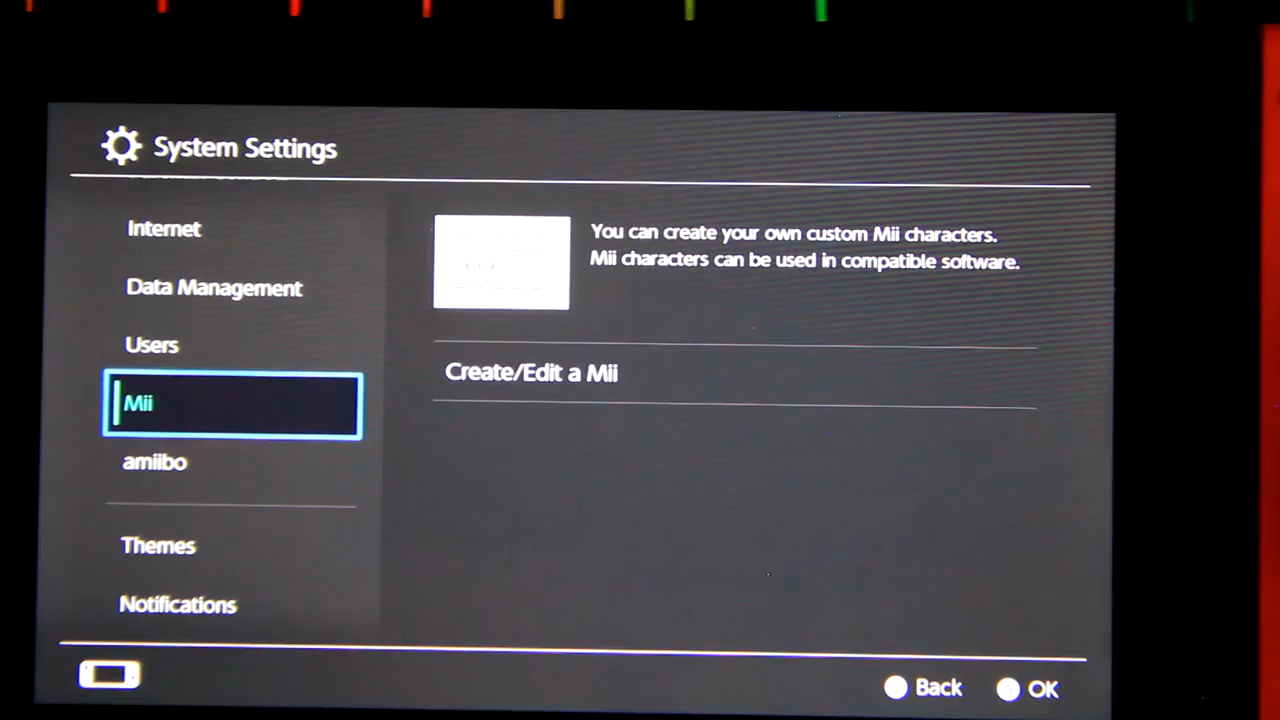 System Settings
Internet
Data Management
Users
Mii
amiibo
Themes
Notifications
You can create your own custom Mii characters.
Mii characters can be used in compatible software.
Create/Edit a Mii
Back
OK